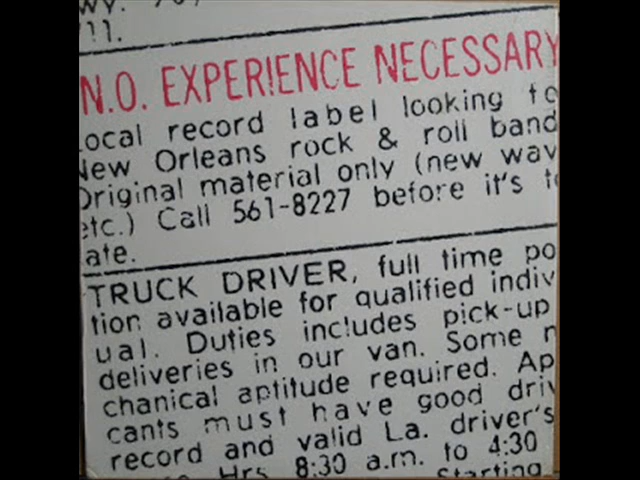 N.O. EXPERIENCE NECESSARY
ocal record label looking to
New Orleans rock & roll band
Original material only (new wav
etc.) Call 561-8227 before it's to
ate.
TRUCK DRIVER, full time po
tion available for qualified indiv
ual. Duties includes pick-up
deliveries in our van. Some m
chanical aptitude required. Ap
cants must have good driv
record and valid La. driver's
Hrs 8:30 a.m. to 4:30
Starting